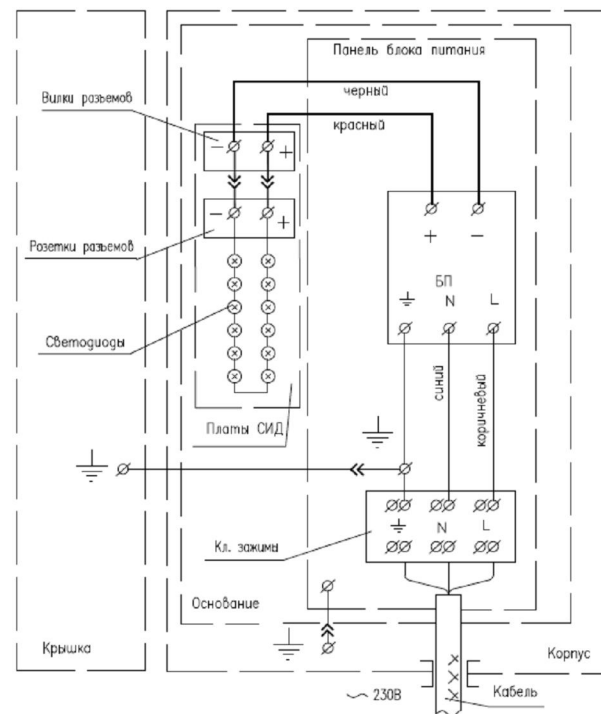 Панель блока питания
черный
Вилки разъемов
красный
− +
− +
Розетки разъемов
+ −
БП
N L
Светодиоды
синий
коричневый
Платы СИД
N L
Кл. зажимы
Основание
Крышка
Корпус
~ 230В
Кабель